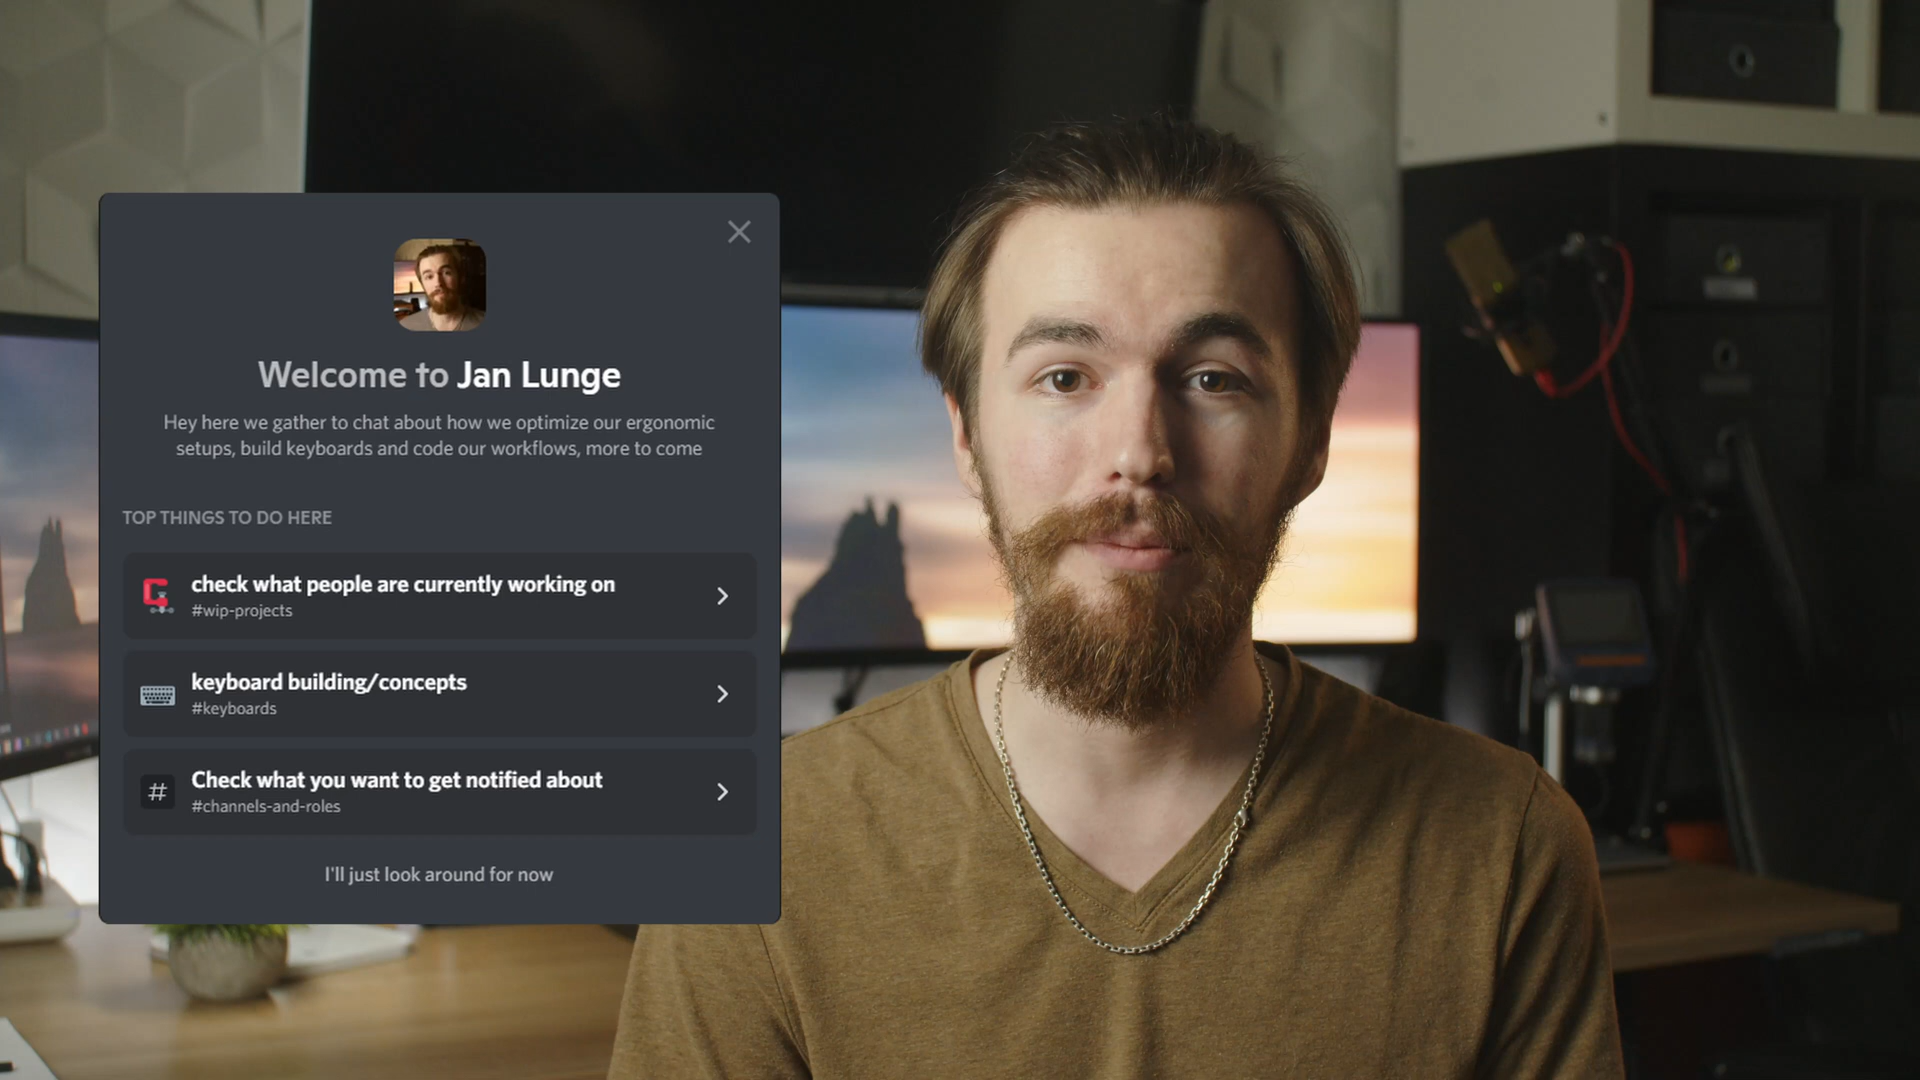 Welcome to Jan Lunge
Hey here we gather to chat about how we optimize our ergonomic
setups, build keyboards and code our workflows, more to come
TOP THINGS TO DO HERE
check what people are currently working on
#wip-projects
keyboard building/concepts
#keyboards
#
Check what you want to get notified about
#channels-and-roles
I'll just look around for now